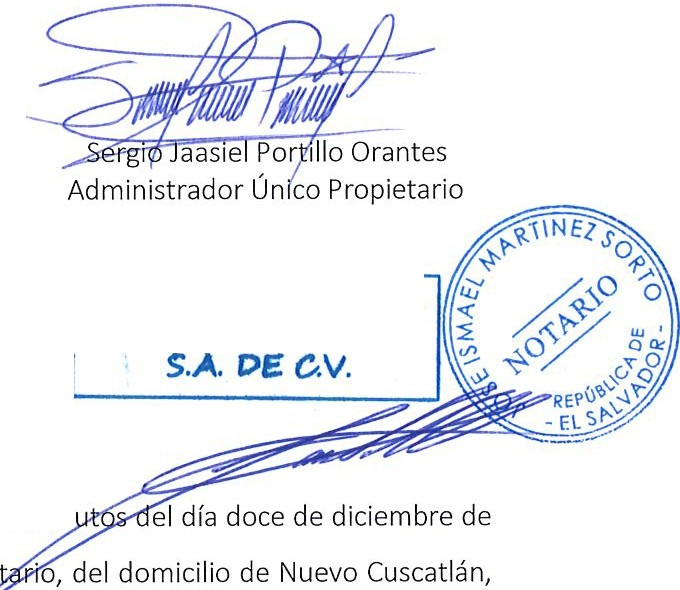 Sergio Jaasiel Portillo Orantes
Administrador Único Propietario
JOSE ISMAEL MARTINEZ SORTO
NOTARIO
REPÚBLICA DE
- EL SALVADOR -
S.A. DE C.V.
utos del día doce de diciembre de
tario, del domicilio de Nuevo Cuscatlán,